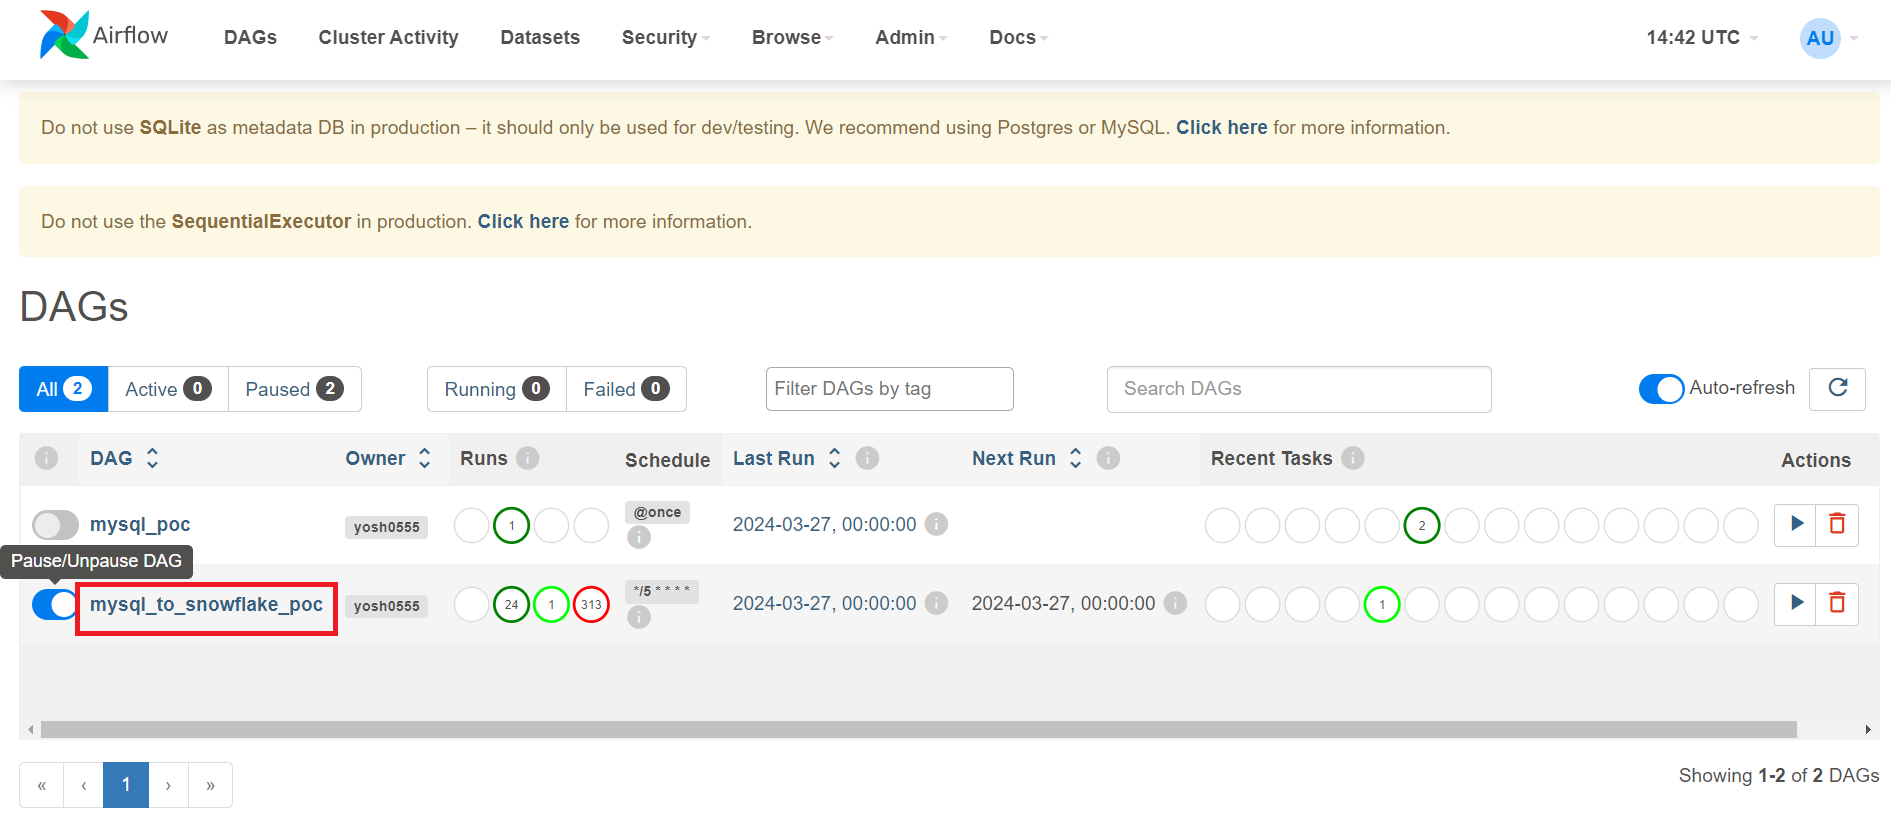 Airflow DAGs Cluster Activity Datasets Security Browse Admin Docs 14:42 UTC AU
Do not use SQLite as metadata DB in production – it should only be used for dev/testing. We recommend using Postgres or MySQL. Click here for more information.
Do not use the SequentialExecutor in production. Click here for more information.
DAGs
All 2 Active 0 Paused 2 Running 0 Failed 0 Filter DAGs by tag Search DAGs Auto-refresh
i DAG Owner Runs i Schedule Last Run i Next Run i Recent Tasks i Actions
mysql_poc yosh0555 1 @once i 2024-03-27, 00:00:00 i 2
Pause/Unpause DAG
mysql_to_snowflake_poc yosh0555 24 1 313 */5 * * * * i 2024-03-27, 00:00:00 i 2024-03-27, 00:00:00 i 1
« ‹ 1 › » Showing 1-2 of 2 DAGs